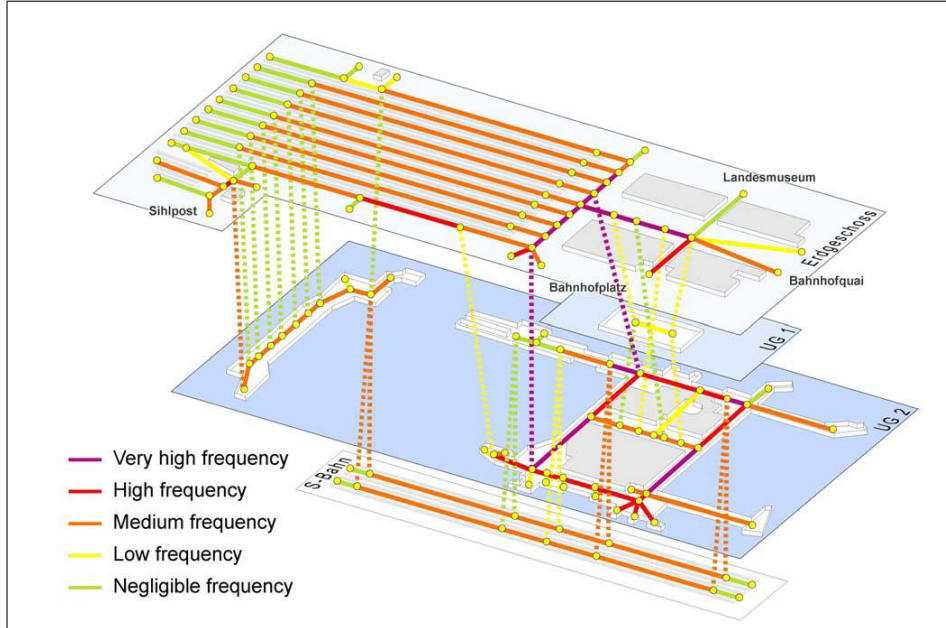 Landesmuseum
Sihlpost
Erdgeschoss
Bahnhofplatz
Bahnhofquai
UG 1
UG 2
S-Bahn
Very high frequency
High frequency
Medium frequency
Low frequency
Negligible frequency